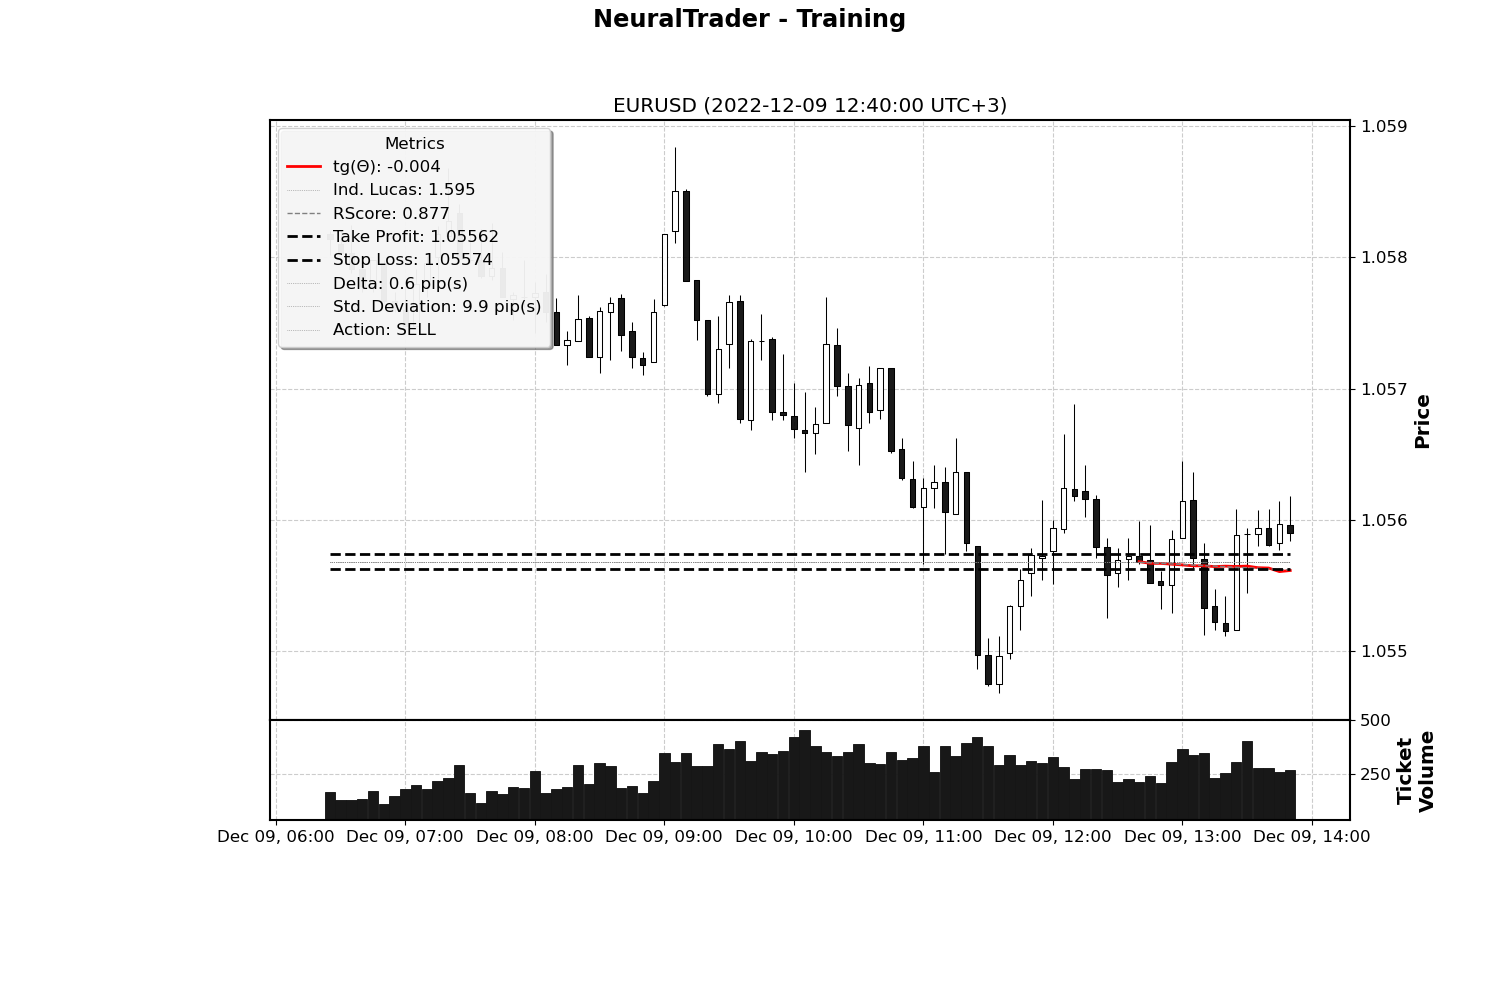 NeuralTrader - Training
EURUSD (2022-12-09 12:40:00 UTC+3)
Metrics
tg(Θ): -0.004
Ind. Lucas: 1.595
RScore: 0.877
Take Profit: 1.05562
Stop Loss: 1.05574
Delta: 0.6 pip(s)
Std. Deviation: 9.9 pip(s)
Action: SELL
1.059
1.058
1.057
1.056
1.055
Price
500
250
Ticket
Volume
Dec 09, 06:00 Dec 09, 07:00 Dec 09, 08:00 Dec 09, 09:00 Dec 09, 10:00 Dec 09, 11:00 Dec 09, 12:00 Dec 09, 13:00 Dec 09, 14:00